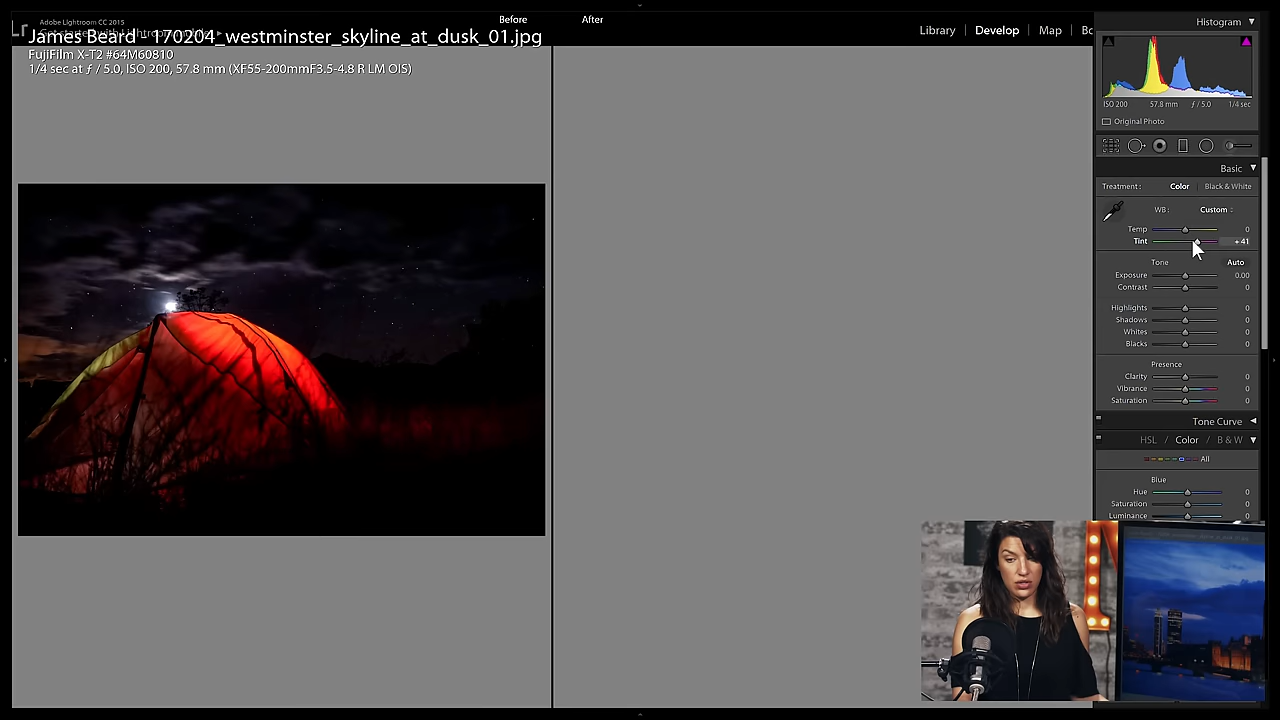 Before After
Lr Adobe Lightroom CC 2015
James Beard - 170204_westminster_skyline_at_dusk_01.jpg
FujiFilm X-T2 #64M60810
1/4 sec at ƒ / 5.0, ISO 200, 57.8 mm (XF55-200mmF3.5-4.8 R LM OIS)
Library | Develop | Map | Bo
Histogram
ISO 200 57.8 mm ƒ / 5.0 1/4 sec
Original Photo
Basic
Treatment: Color Black & White
WB: Custom
Temp 0
Tint + 41
Tone Auto
Exposure 0.00
Contrast 0
Highlights 0
Shadows 0
Whites 0
Blacks 0
Presence
Clarity 0
Vibrance 0
Saturation 0
Tone Curve
HSL / Color / B & W
All
Blue
Hue 0
Saturation 0
Luminance 0